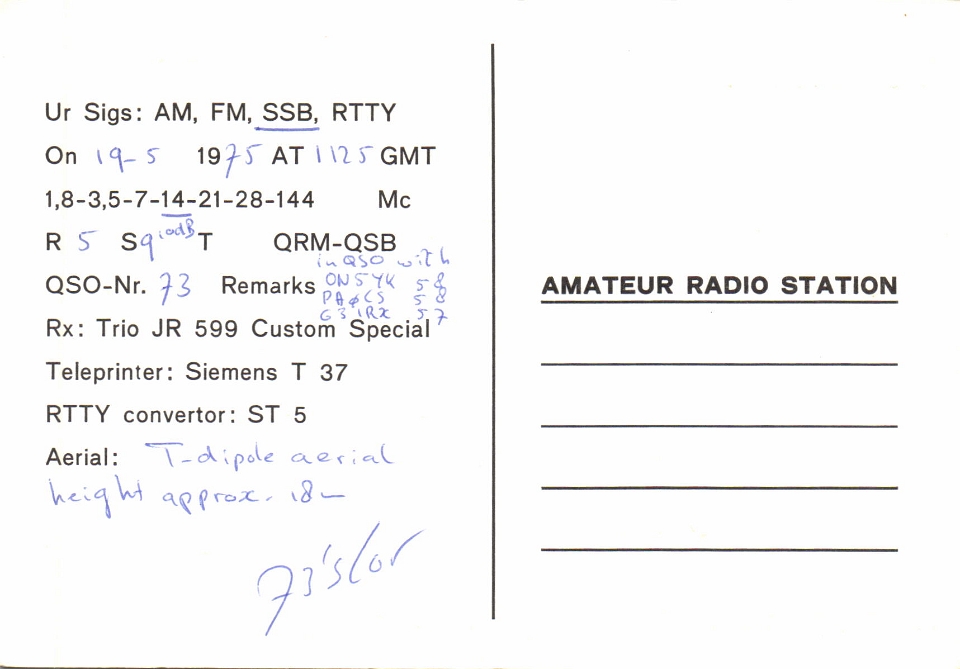 Ur Sigs: AM, FM, SSB, RTTY
On 19-5 1975 AT 1125 GMT
1,8-3,5-7-14-21-28-144 Mc
R 5 S9 10dB T QRM-QSB
in QSO with
QSO-Nr. 73 Remarks ON5YK 58
PAØCS 58
G3IRX 57
Rx: Trio JR 599 Custom Special
Teleprinter: Siemens T 37
RTTY convertor: ST 5
Aerial: T-dipole aerial
height approx. 18
73's/
AMATEUR RADIO STATION